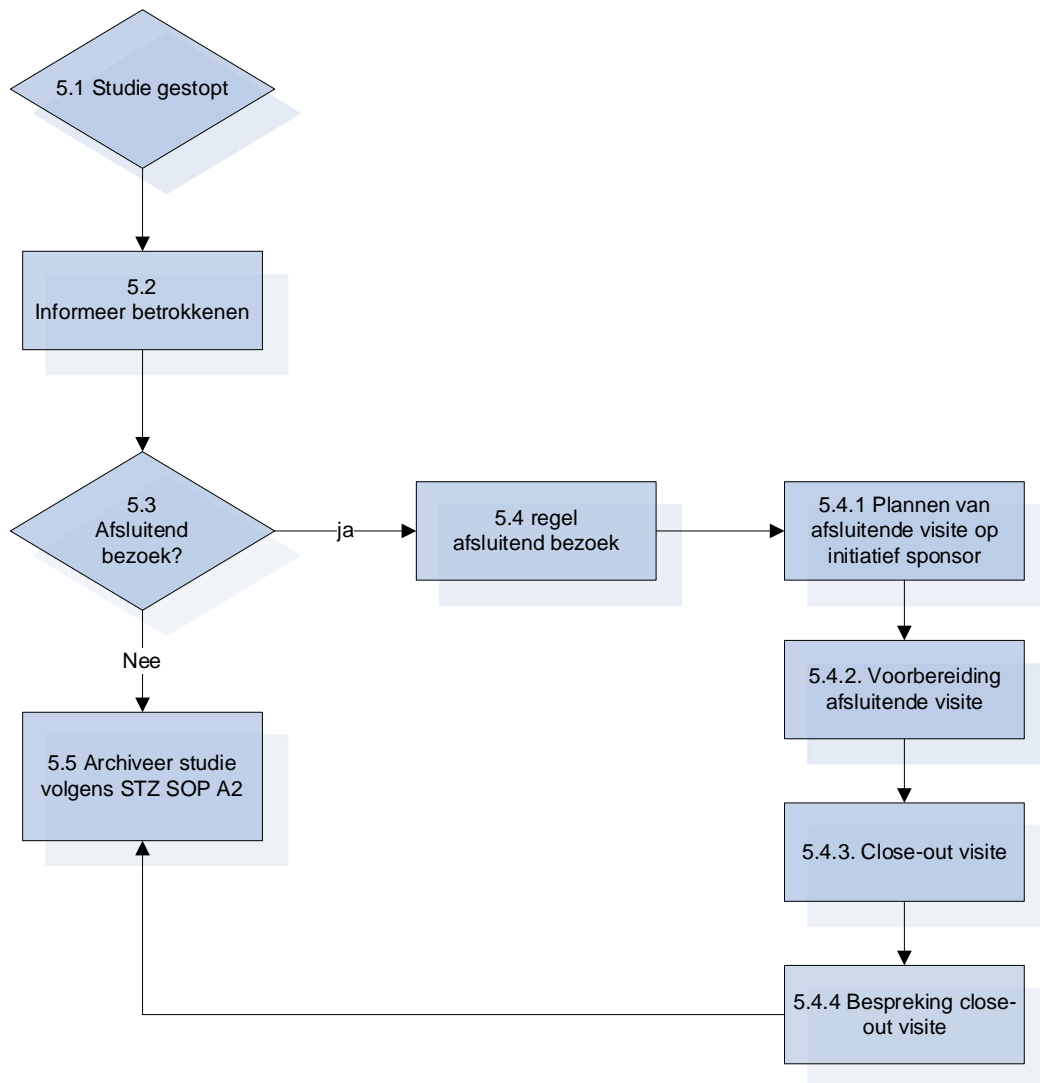 5.1 Studie gestopt
5.2
Informeer betrokkenen
5.3
Afsluitend
bezoek?
ja
5.4 regel
afsluitend bezoek
5.4.1 Plannen van
afsluitende visite op
initiatief sponsor
Nee
5.4.2. Voorbereiding
afsluitende visite
5.5 Archiveer studie
volgens STZ SOP A2
5.4.3. Close-out visite
5.4.4 Bespreking close-
out visite